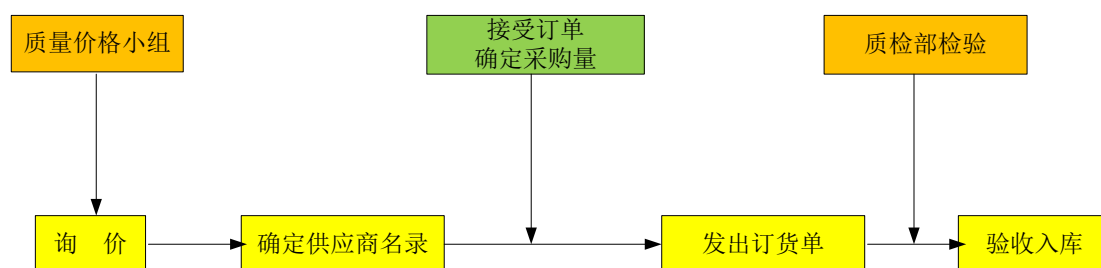 质量价格小组
接受订单
确定采购量
质检部检验
询 价
确定供应商名录
发出订货单
验收入库